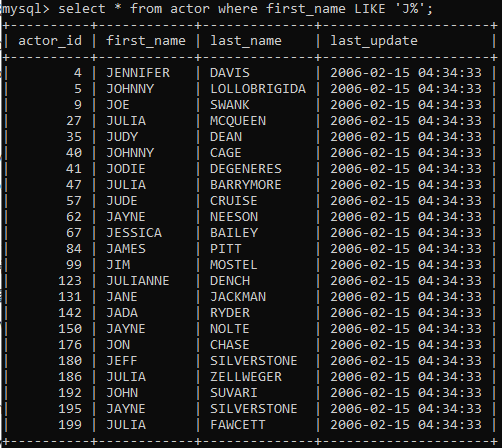 mysql> select * from actor where first_name LIKE 'J%';
+----------+------------+--------------+---------------------+
| actor_id | first_name | last_name | last_update |
+----------+------------+--------------+---------------------+
| 4 | JENNIFER | DAVIS | 2006-02-15 04:34:33 |
| 5 | JOHNNY | LOLLOBRIGIDA | 2006-02-15 04:34:33 |
| 9 | JOE | SWANK | 2006-02-15 04:34:33 |
| 27 | JULIA | MCQUEEN | 2006-02-15 04:34:33 |
| 35 | JUDY | DEAN | 2006-02-15 04:34:33 |
| 40 | JOHNNY | CAGE | 2006-02-15 04:34:33 |
| 41 | JODIE | DEGENERES | 2006-02-15 04:34:33 |
| 47 | JULIA | BARRYMORE | 2006-02-15 04:34:33 |
| 57 | JUDE | CRUISE | 2006-02-15 04:34:33 |
| 62 | JAYNE | NEESON | 2006-02-15 04:34:33 |
| 67 | JESSICA | BAILEY | 2006-02-15 04:34:33 |
| 84 | JAMES | PITT | 2006-02-15 04:34:33 |
| 99 | JIM | MOSTEL | 2006-02-15 04:34:33 |
| 123 | JULIANNE | DENCH | 2006-02-15 04:34:33 |
| 131 | JANE | JACKMAN | 2006-02-15 04:34:33 |
| 142 | JADA | RYDER | 2006-02-15 04:34:33 |
| 150 | JAYNE | NOLTE | 2006-02-15 04:34:33 |
| 176 | JON | CHASE | 2006-02-15 04:34:33 |
| 180 | JEFF | SILVERSTONE | 2006-02-15 04:34:33 |
| 186 | JULIA | ZELLWEGER | 2006-02-15 04:34:33 |
| 192 | JOHN | SUVARI | 2006-02-15 04:34:33 |
| 195 | JAYNE | SILVERSTONE | 2006-02-15 04:34:33 |
| 199 | JULIA | FAWCETT | 2006-02-15 04:34:33 |
+----------+------------+--------------+---------------------+